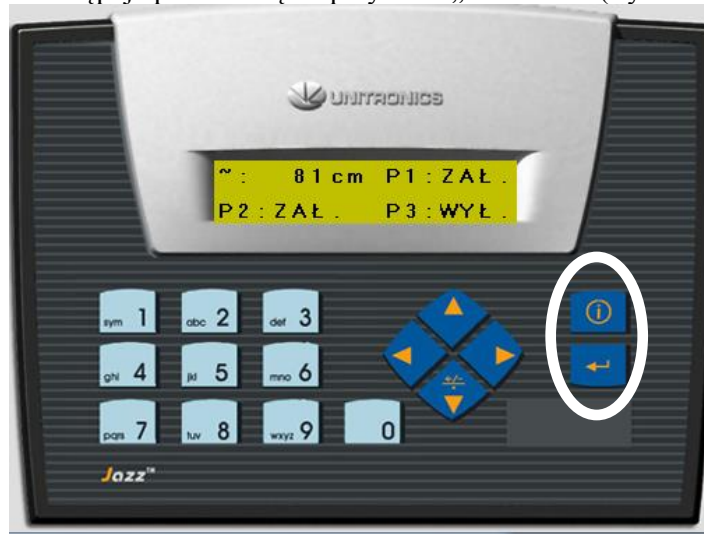 UNITRONICS
~: 81cm P1:ZAŁ.
P2:ZAŁ. P3:WYŁ.
sym 1 abc 2 def 3
ghi 4 jkl 5 mno 6
+/-
pqrs 7 tuv 8 wxyz 9 0
Jazz™